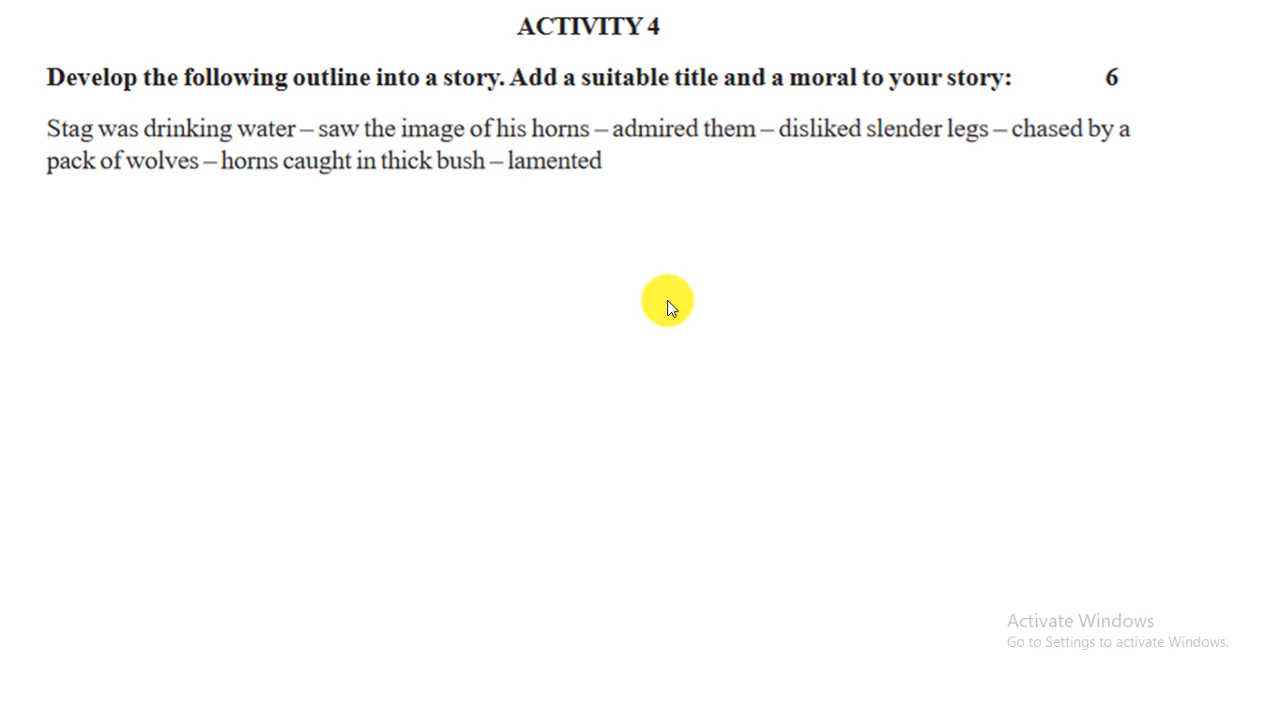 ACTIVITY 4
Develop the following outline into a story. Add a suitable title and a moral to your story: 6
Stag was drinking water – saw the image of his horns – admired them – disliked slender legs – chased by a
pack of wolves – horns caught in thick bush – lamented
Activate Windows
Go to Settings to activate Windows.